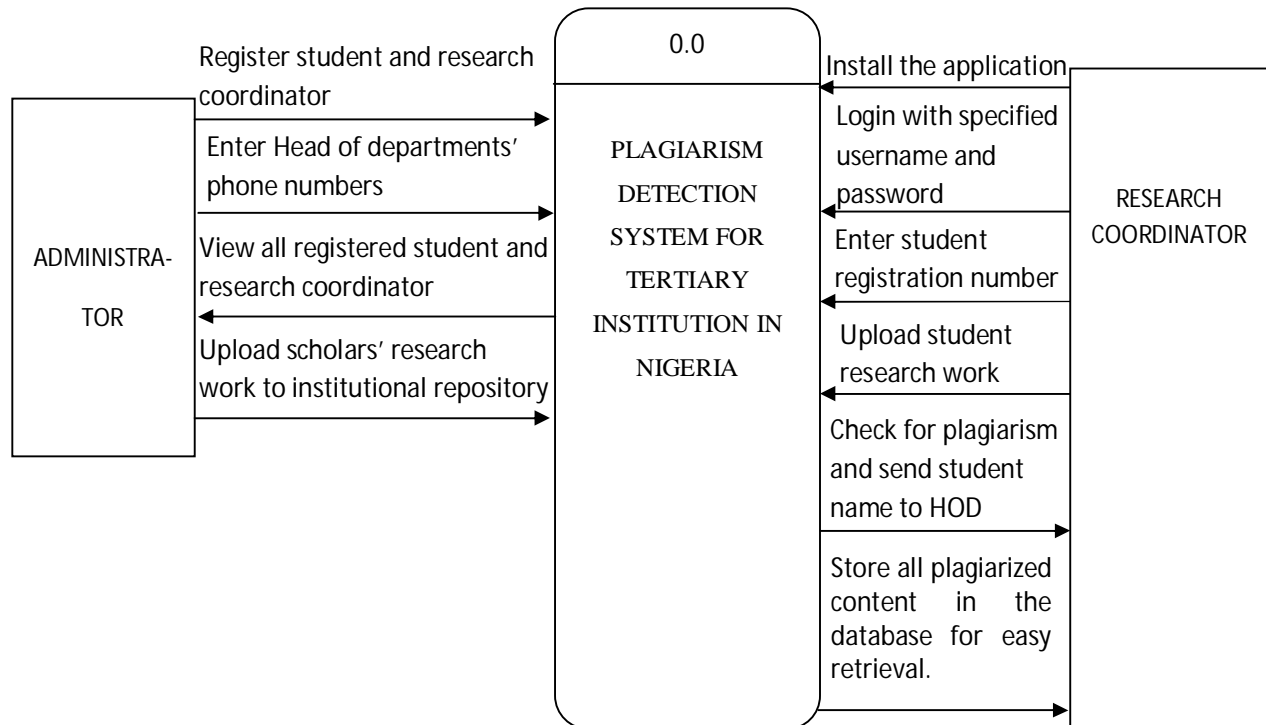 Register student and research
coordinator
Enter Head of departments'
phone numbers
View all registered student and
research coordinator
Upload scholars' research
work to institutional repository
ADMINISTRA-
TOR
0.0
PLAGIARISM
DETECTION
SYSTEM FOR
TERTIARY
INSTITUTION IN
NIGERIA
Install the application
Login with specified
username and
password
Enter student
registration number
Upload student
research work
Check for plagiarism
and send student
name to HOD
Store all plagiarized
content in the
database for easy
retrieval.
RESEARCH
COORDINATOR